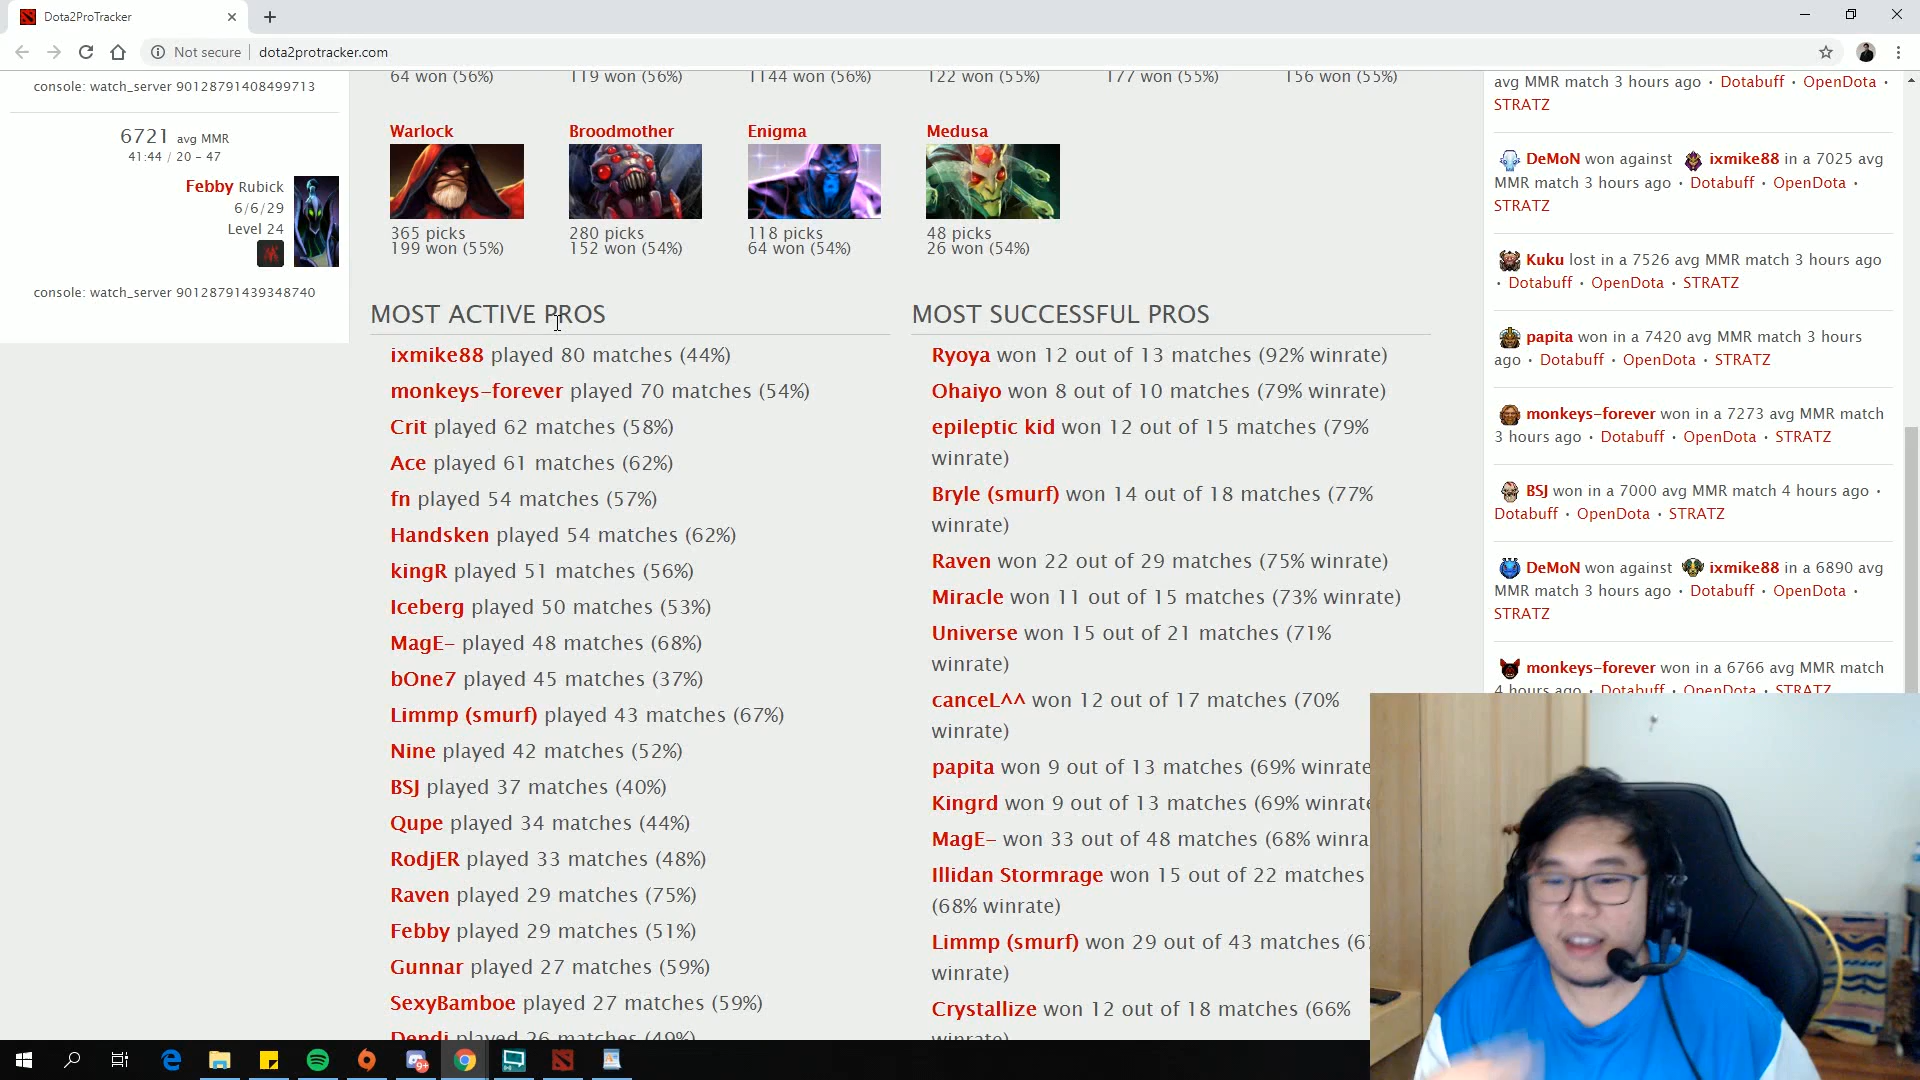 Dota2ProTracker
Not secure
dota2protracker.com
console: watch_server 90128791408499713
6721 avg MMR
41:44 / 20 - 47
Febby Rubick
6/6/29
Level 24
console: watch_server 90128791439348740
64 won (56%)
119 won (56%)
1144 won (56%)
122 won (55%)
177 won (55%)
156 won (55%)
Warlock
365 picks
199 won (55%)
Broodmother
280 picks
152 won (54%)
Enigma
118 picks
64 won (54%)
Medusa
48 picks
26 won (54%)
MOST ACTIVE PROS
ixmike88 played 80 matches (44%)
monkeys-forever played 70 matches (54%)
Crit played 62 matches (58%)
Ace played 61 matches (62%)
fn played 54 matches (57%)
Handsken played 54 matches (62%)
kingR played 51 matches (56%)
Iceberg played 50 matches (53%)
MagE- played 48 matches (68%)
bOne7 played 45 matches (37%)
Limmp (smurf) played 43 matches (67%)
Nine played 42 matches (52%)
BSJ played 37 matches (40%)
Qupe played 34 matches (44%)
RodjER played 33 matches (48%)
Raven played 29 matches (75%)
Febby played 29 matches (51%)
Gunnar played 27 matches (59%)
SexyBamboe played 27 matches (59%)
Dendi played 26 matches (49%)
MOST SUCCESSFUL PROS
Ryoya won 12 out of 13 matches (92% winrate)
Ohaiyo won 8 out of 10 matches (79% winrate)
epileptic kid won 12 out of 15 matches (79%
winrate)
Bryle (smurf) won 14 out of 18 matches (77%
winrate)
Raven won 22 out of 29 matches (75% winrate)
Miracle won 11 out of 15 matches (73% winrate)
Universe won 15 out of 21 matches (71%
winrate)
canceL^^ won 12 out of 17 matches (70%
winrate)
papita won 9 out of 13 matches (69% winrate
Kingrd won 9 out of 13 matches (69% winrate
MagE- won 33 out of 48 matches (68% winra
Illidan Stormrage won 15 out of 22 matches
(68% winrate)
Limmp (smurf) won 29 out of 43 matches (6
winrate)
Crystallize won 12 out of 18 matches (66%
winrate)
avg MMR match 3 hours ago · Dotabuff · OpenDota ·
STRATZ
DeMoN won against ixmike88 in a 7025 avg
MMR match 3 hours ago · Dotabuff · OpenDota ·
STRATZ
Kuku lost in a 7526 avg MMR match 3 hours ago
· Dotabuff · OpenDota · STRATZ
papita won in a 7420 avg MMR match 3 hours
ago · Dotabuff · OpenDota · STRATZ
monkeys-forever won in a 7273 avg MMR match
3 hours ago · Dotabuff · OpenDota · STRATZ
BSJ won in a 7000 avg MMR match 4 hours ago ·
Dotabuff · OpenDota · STRATZ
DeMoN won against ixmike88 in a 6890 avg
MMR match 3 hours ago · Dotabuff · OpenDota ·
STRATZ
monkeys-forever won in a 6766 avg MMR match
4 hours ago · Dotabuff · OpenDota · STRATZ
9+